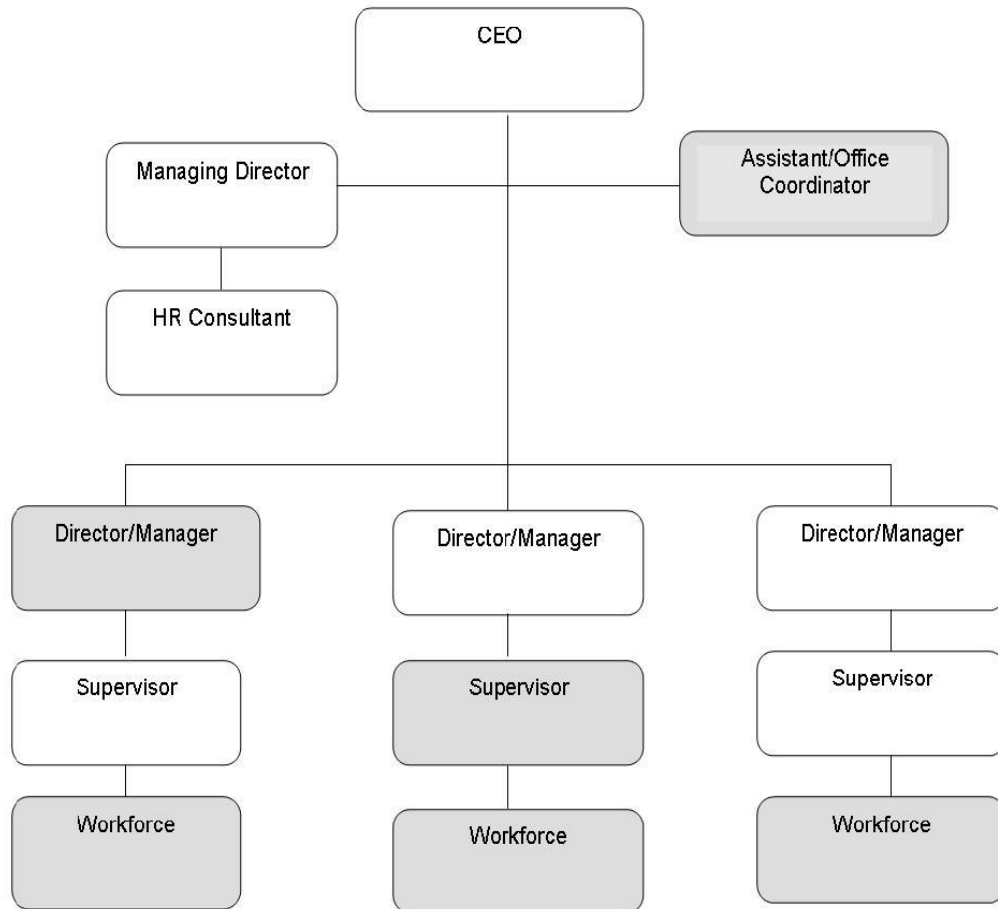 CEO
Managing Director
Assistant/Office
Coordinator
HR Consultant
Director/Manager
Director/Manager
Director/Manager
Supervisor
Supervisor
Supervisor
Workforce
Workforce
Workforce